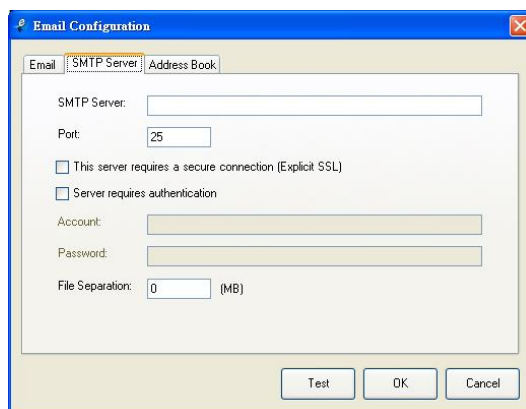 Email Configuration
Email SMTP Server Address Book
SMTP Server:
Port: 25
This server requires a secure connection (Explicit SSL)
Server requires authentication
Account:
Password:
File Separation: 0 (MB)
Test OK Cancel